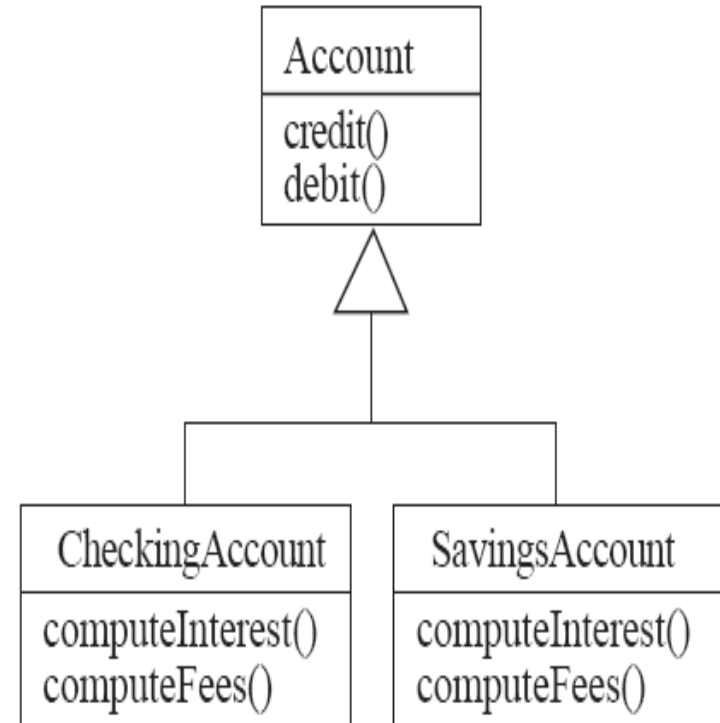 Account
credit()
debit()
CheckingAccount
computeInterest()
computeFees()
SavingsAccount
computeInterest()
computeFees()